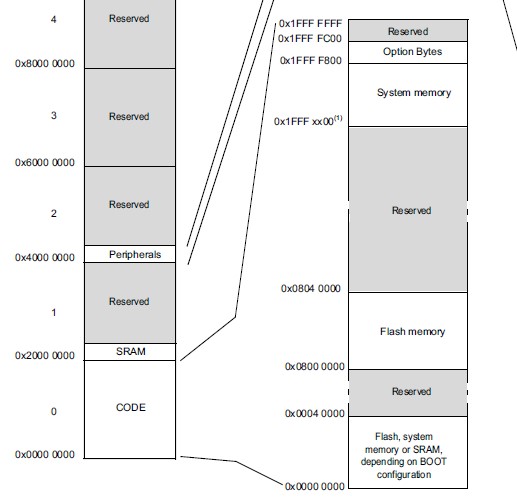 4
Reserved
0x8000 0000
3
Reserved
0x6000 0000
2
Reserved
0x4000 0000
Peripherals
1
Reserved
0x2000 0000
SRAM
0
CODE
0x0000 0000
0x1FFF FFFF
Reserved
0x1FFF FC00
Option Bytes
0x1FFF F800
System memory
0x1FFF xx00(1)
Reserved
0x0804 0000
Flash memory
0x0800 0000
Reserved
0x0004 0000
Flash, system
memory or SRAM,
depending on BOOT
configuration
0x0000 0000